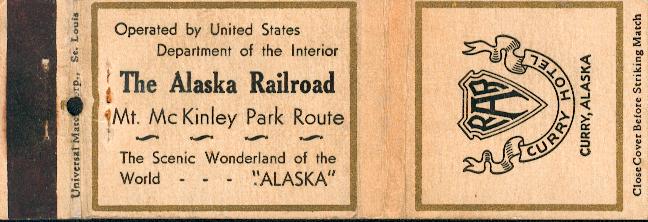 Universal Match Corp., St. Louis
Operated by United States
Department of the Interior
The Alaska Railroad
Mt. McKinley Park Route
The Scenic Wonderland of the
World - - - "ALASKA"
ARR
CURRY HOTEL
CURRY, ALASKA
Close Cover Before Striking Match